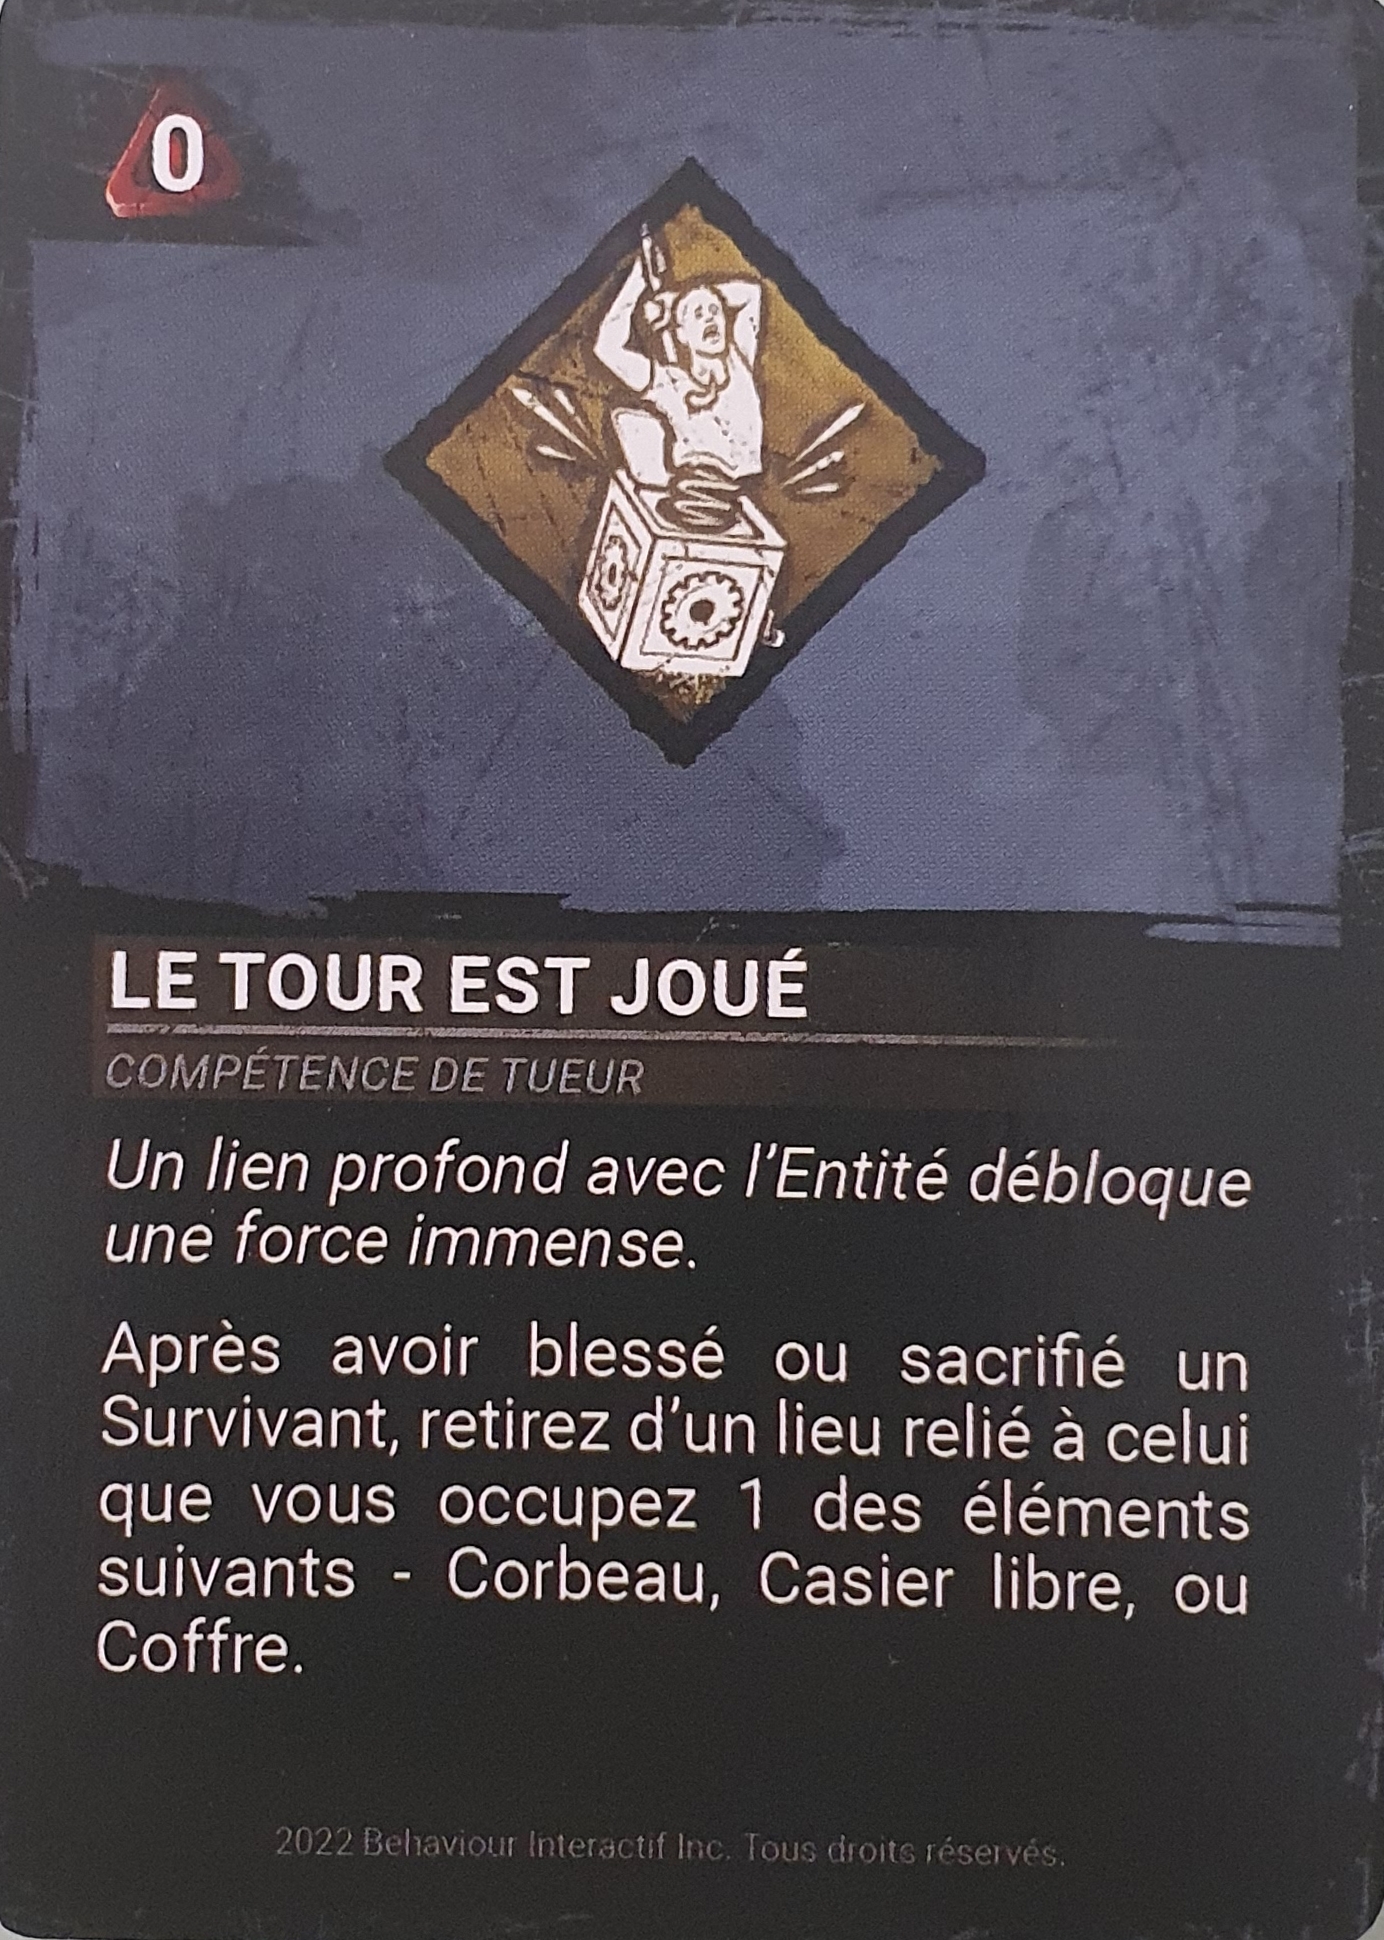 0
LE TOUR EST JOUÉ
COMPÉTENCE DE TUEUR
Un lien profond avec l'Entité débloque
une force immense.
Après avoir blessé ou sacrifié un
Survivant, retirez d'un lieu relié à celui
que vous occupez 1 des éléments
suivants - Corbeau, Casier libre, ou
Coffre.
2022 Behaviour Interactif Inc. Tous droits réservés.